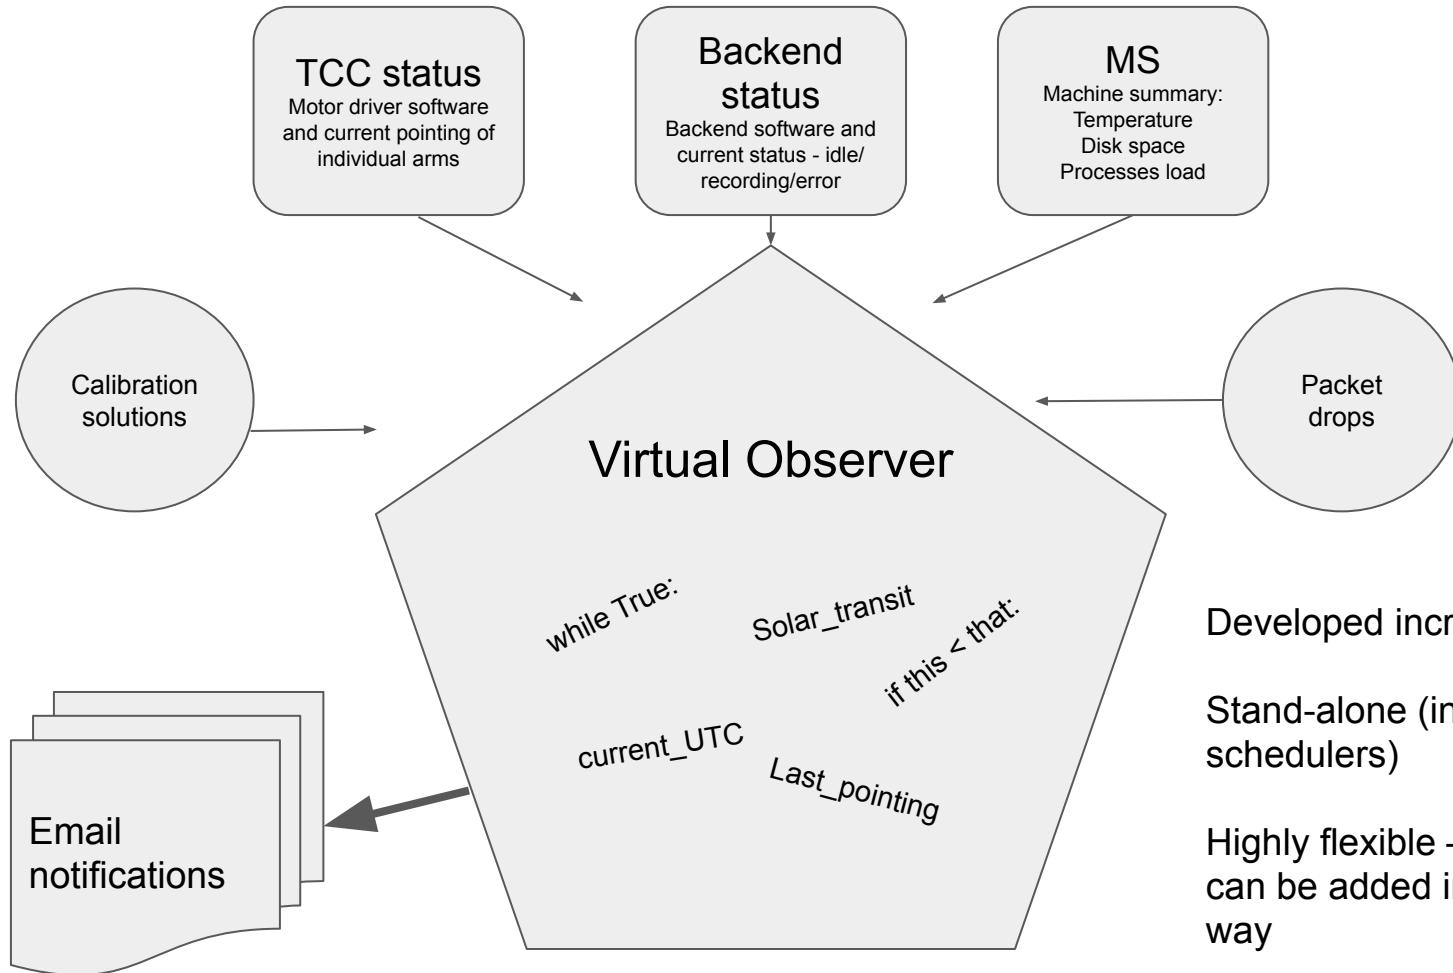 TCC status
Motor driver software
and current pointing of
individual arms
Backend
status
Backend software and
current status - idle/
recording/error
MS
Machine summary:
Temperature
Disk space
Processes load
Calibration
solutions
Packet
drops
Virtual Observer
while True:
Solar_transit
if this < that:
current_UTC
Last_pointing
Email
notifications
Developed
Stand-alone
schedulers)
Highly flexible -
can be added
way